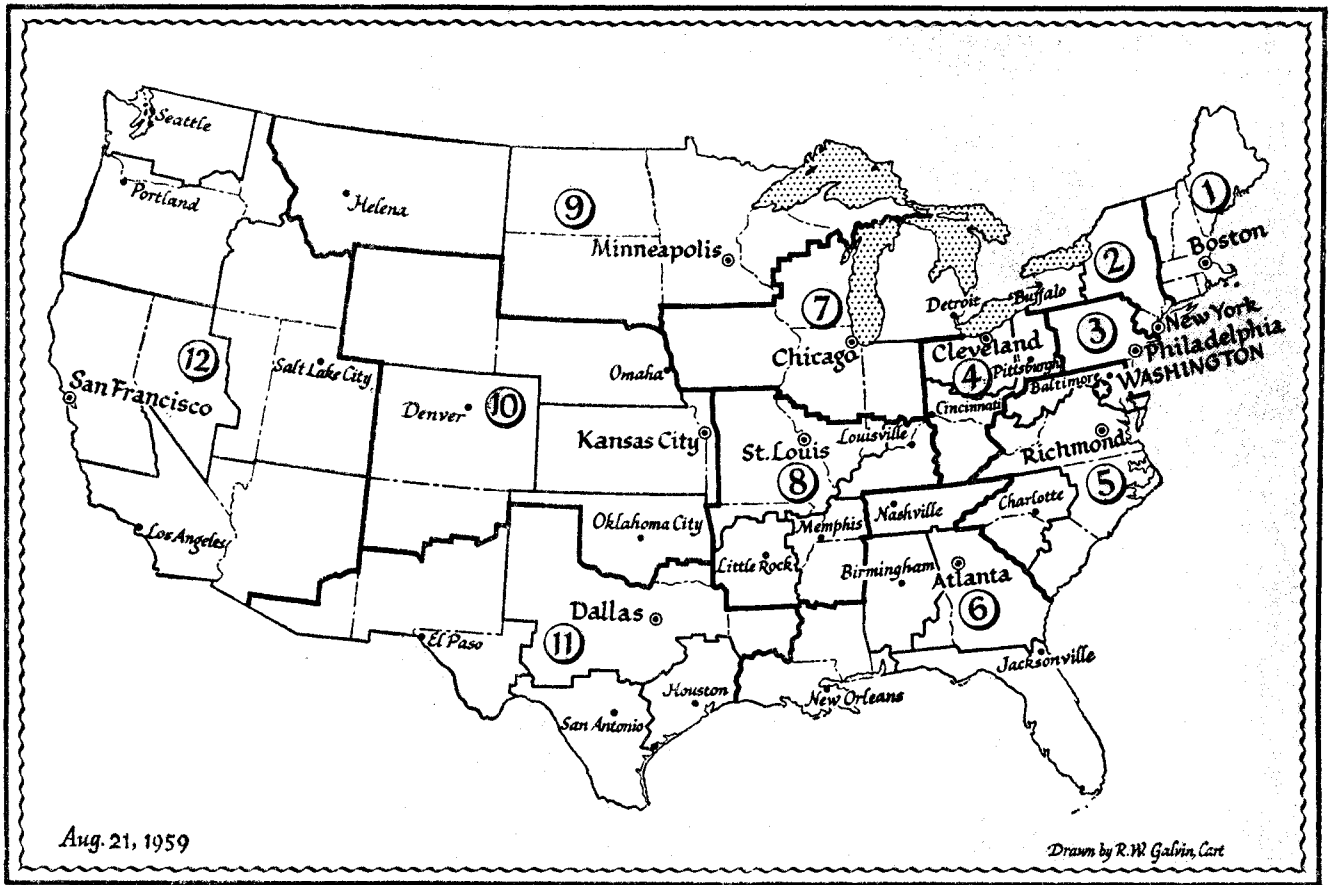 Seattle
Portland
Helena
9
Minneapolis
1
Boston
2
Detroit
Buffalo
7
Chicago
Cleveland
New York
3
Philadelphia
12
Salt Lake City
San Francisco
Omaha
4
Pittsburgh
Baltimore
WASHINGTON
Cincinnati
Denver
10
Kansas City
St. Louis
Louisville
Richmond
8
5
Los Angeles
Oklahoma City
Memphis
Nashville
Charlotte
Little Rock
Birmingham
Atlanta
6
Dallas
11
El Paso
Houston
San Antonio
New Orleans
Jacksonville
Aug. 21, 1959
Drawn by R.W. Galvin, Cart